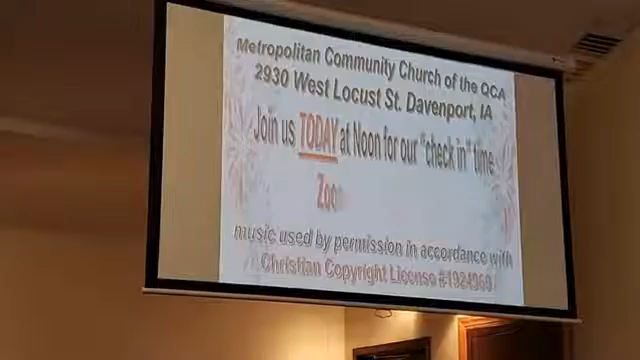 Metropolitan Community Church of the QCA
2930 West Locust St. Davenport, IA
Join us TODAY at Noon for our "check in" time
music used by permission in accordance with
Christian Copyright License #1924960